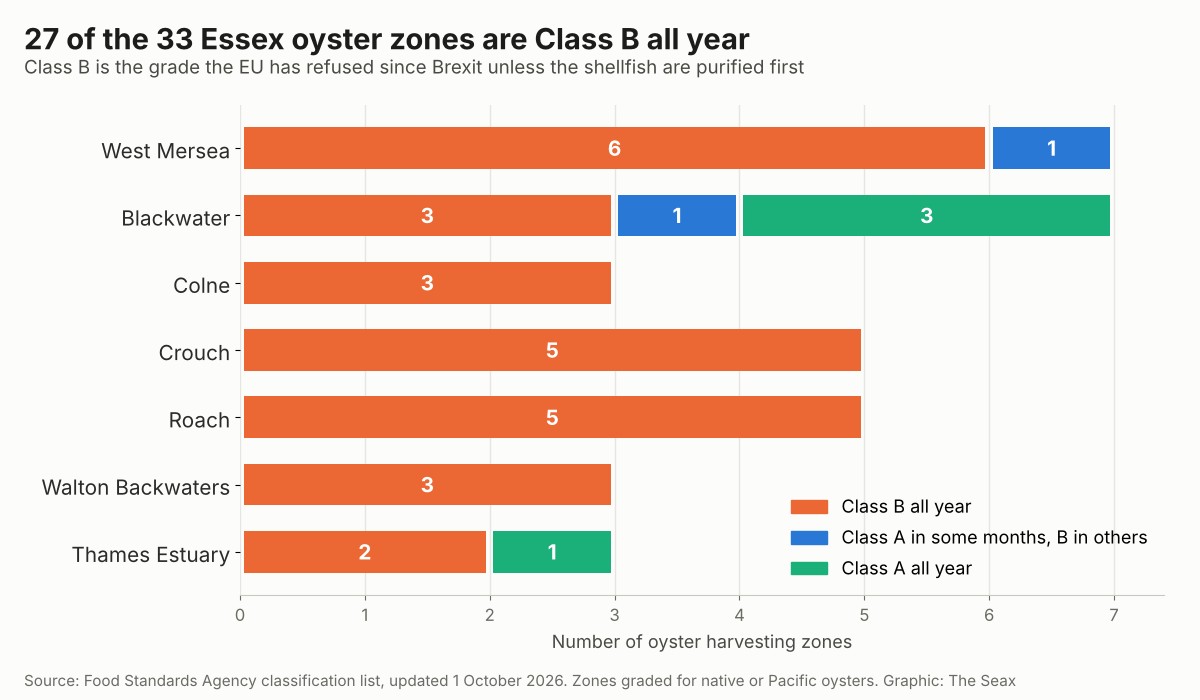 27 of the 33 Essex oyster zones are Class B all year
Class B is the grade the EU has refused since Brexit unless the shellfish are purified first
West Mersea 6 1
Blackwater 3 1 3
Colne 3
Crouch 5
Roach 5
Walton Backwaters 3
Thames Estuary 2 1
Class B all year
Class A in some months, B in others
Class A all year
0 1 2 3 4 5 6 7
Number of oyster harvesting zones
Source: Food Standards Agency classification list, updated 1 October 2026. Zones graded for native or Pacific oysters. Graphic: The Seax